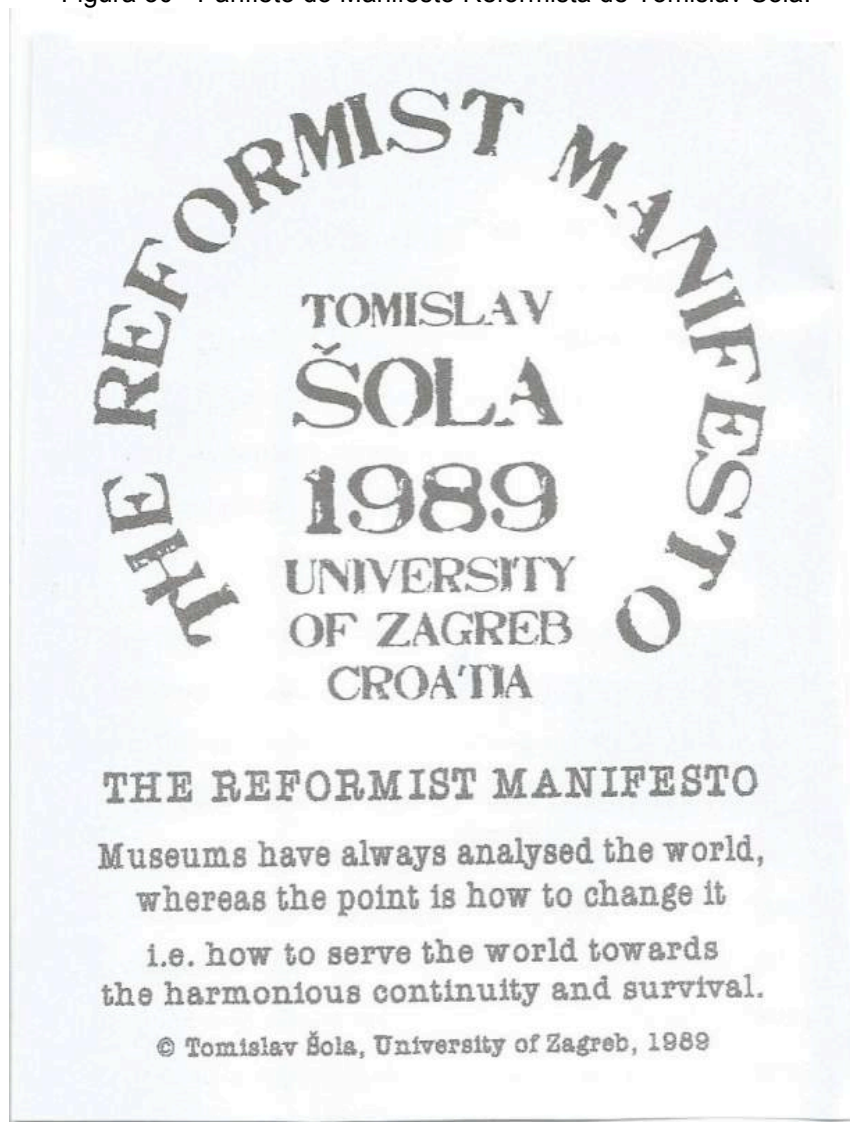 THE REFORMIST MANIFESTO
TOMISLAV
ŠOLA
1989
UNIVERSITY
OF ZAGREB
CROATIA
THE REFORMIST MANIFESTO
Museums have always analysed the world,
whereas the point is how to change it
i.e. how to serve the world towards
the harmonious continuity and survival.
© Tomislav Šola, University of Zagreb, 1989